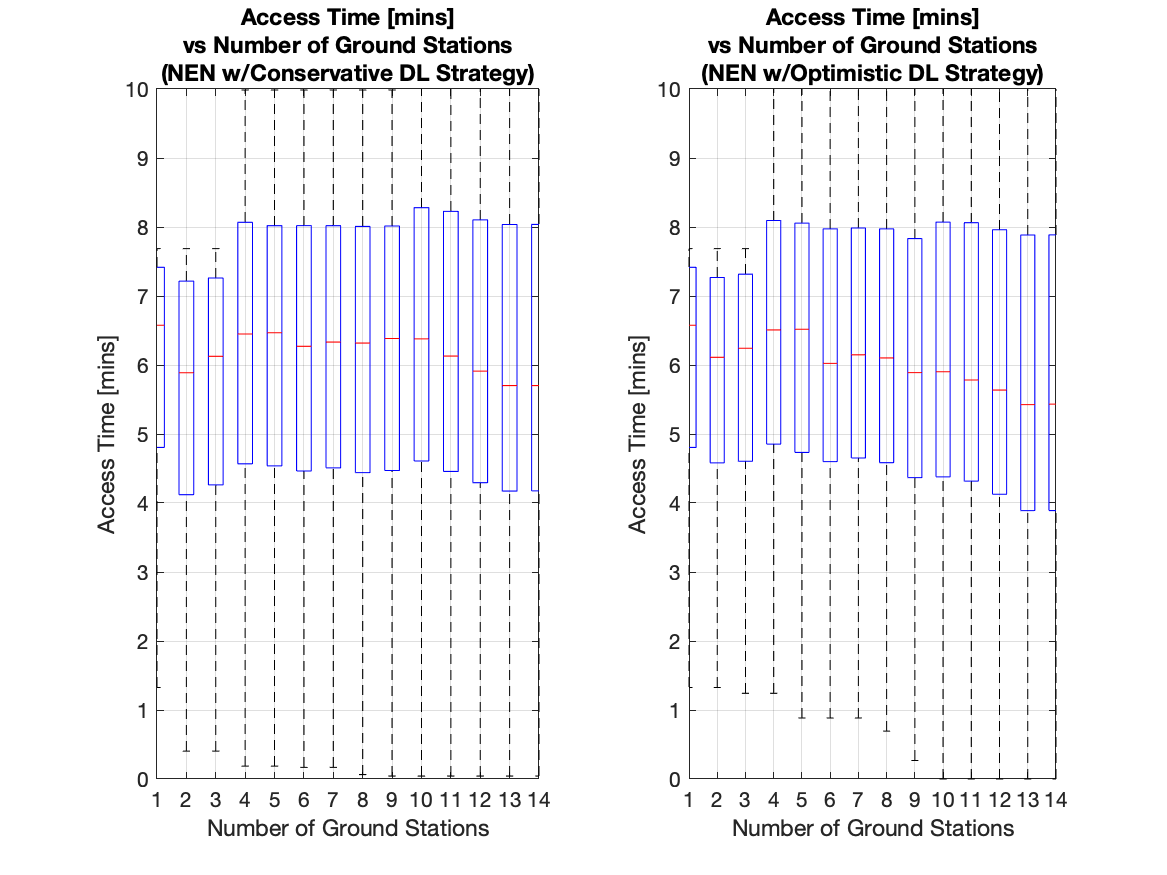 Access Time [mins]
vs Number of Ground Stations
(NEN w/Conservative DL Strategy)
10
9
8
7
6
5
4
3
2
1
0
Access Time [mins]
1 2 3 4 5 6 7 8 9 10 11 12 13 14
Number of Ground Stations
Access Time [mins]
vs Number of Ground Stations
(NEN w/Optimistic DL Strategy)
10
9
8
7
6
5
4
3
2
1
0
Access Time [mins]
1 2 3 4 5 6 7 8 9 10 11 12 13 14
Number of Ground Stations